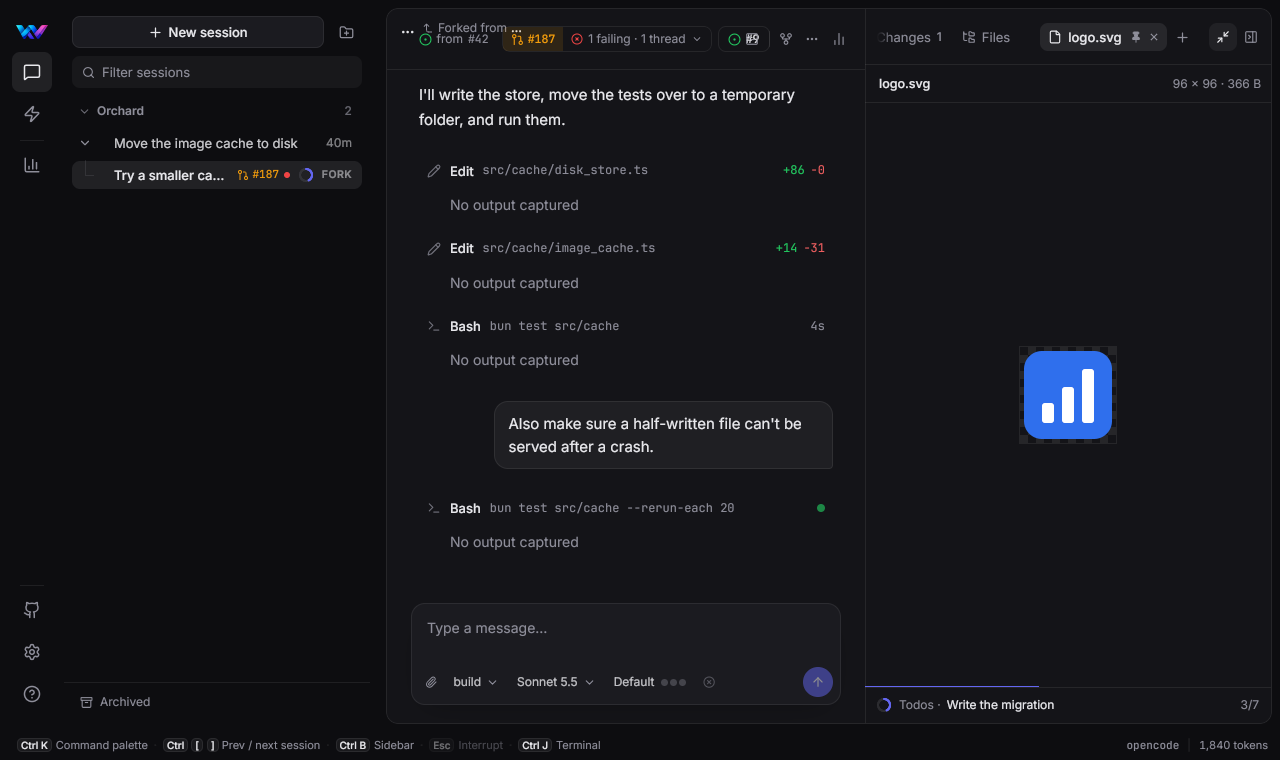 New session
Filter sessions
Orchard 2
Move the image cache to disk 40m
Try a smaller ca... #187 FORK
Archived
Forked from ...
from #42 #187 1 failing · 1 thread
I'll write the store, move the tests over to a temporary
folder, and run them.
Edit src/cache/disk_store.ts +86 -0
No output captured
Edit src/cache/image_cache.ts +14 -31
No output captured
Bash bun test src/cache 4s
No output captured
Also make sure a half-written file can't be
served after a crash.
Bash bun test src/cache --rerun-each 20
No output captured
Type a message...
build Sonnet 5.5 Default
Changes 1 Files logo.svg
logo.svg 96 × 96 · 366 B
Todos · Write the migration 3/7
Ctrl K Command palette · Ctrl [ ] Prev / next session · Ctrl B Sidebar · Esc Interrupt · Ctrl J Terminal
opencode 1,840 tokens